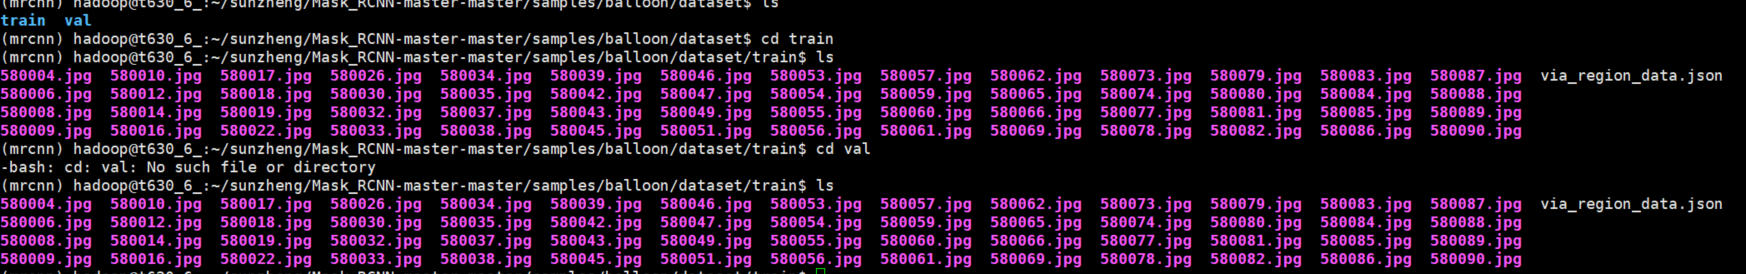 (mrcnn) hadoop@t630_6_:~/sunzheng/Mask_RCNN-master-master/samples/balloon/dataset$ ls
train  val
(mrcnn) hadoop@t630_6_:~/sunzheng/Mask_RCNN-master-master/samples/balloon/dataset$ cd train
(mrcnn) hadoop@t630_6_:~/sunzheng/Mask_RCNN-master-master/samples/balloon/dataset/train$ ls
580004.jpg  580010.jpg  580017.jpg  580026.jpg  580034.jpg  580039.jpg  580046.jpg  580053.jpg  580057.jpg  580062.jpg  580073.jpg  580079.jpg  580083.jpg  580087.jpg  via_region_data.json
580006.jpg  580012.jpg  580018.jpg  580030.jpg  580035.jpg  580042.jpg  580047.jpg  580054.jpg  580059.jpg  580065.jpg  580074.jpg  580080.jpg  580084.jpg  580088.jpg
580008.jpg  580014.jpg  580019.jpg  580032.jpg  580037.jpg  580043.jpg  580049.jpg  580055.jpg  580060.jpg  580066.jpg  580077.jpg  580081.jpg  580085.jpg  580089.jpg
580009.jpg  580016.jpg  580022.jpg  580033.jpg  580038.jpg  580045.jpg  580051.jpg  580056.jpg  580061.jpg  580069.jpg  580078.jpg  580082.jpg  580086.jpg  580090.jpg
(mrcnn) hadoop@t630_6_:~/sunzheng/Mask_RCNN-master-master/samples/balloon/dataset/train$ cd val
-bash: cd: val: No such file or directory
(mrcnn) hadoop@t630_6_:~/sunzheng/Mask_RCNN-master-master/samples/balloon/dataset/train$ ls
580004.jpg  580010.jpg  580017.jpg  580026.jpg  580034.jpg  580039.jpg  580046.jpg  580053.jpg  580057.jpg  580062.jpg  580073.jpg  580079.jpg  580083.jpg  580087.jpg  via_region_data.json
580006.jpg  580012.jpg  580018.jpg  580030.jpg  580035.jpg  580042.jpg  580047.jpg  580054.jpg  580059.jpg  580065.jpg  580074.jpg  580080.jpg  580084.jpg  580088.jpg
580008.jpg  580014.jpg  580019.jpg  580032.jpg  580037.jpg  580043.jpg  580049.jpg  580055.jpg  580060.jpg  580066.jpg  580077.jpg  580081.jpg  580085.jpg  580089.jpg
580009.jpg  580016.jpg  580022.jpg  580033.jpg  580038.jpg  580045.jpg  580051.jpg  580056.jpg  580061.jpg  580069.jpg  580078.jpg  580082.jpg  580086.jpg  580090.jpg
(mrcnn) hadoop@t630_6_:~/sunzheng/Mask_RCNN-master-master/samples/balloon/dataset/train$